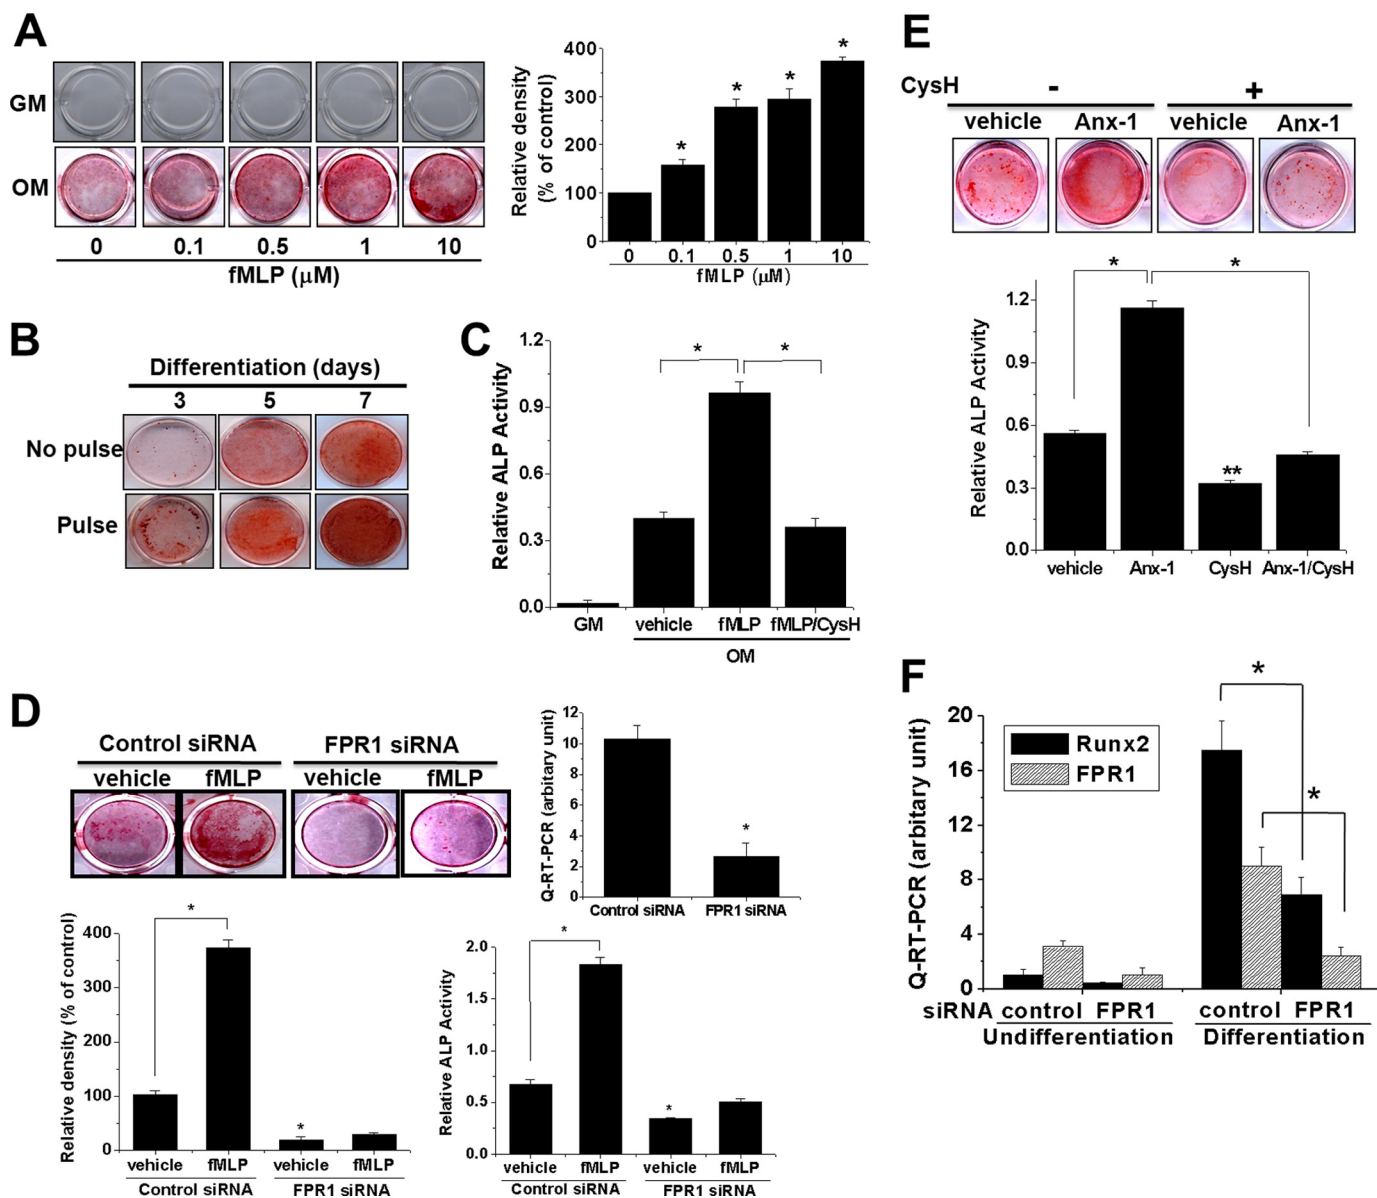 A
GM
OM
0 0.1 0.5 1 10
fMLP (μM)
Relative density
(% of control)
400
300
200
100
0
* * * *
0 0.1 0.5 1 10
fMLP (μM)
B
Differentiation (days)
3 5 7
No pulse
Pulse
C
Relative ALP Activity
1.2
0.9
0.6
0.3
0.0
* *
GM vehicle fMLP fMLP/CysH
OM
D
Control siRNA FPR1 siRNA
vehicle fMLP vehicle fMLP
Q-RT-PCR (arbitary unit)
12
10
8
6
4
2
0
*
Control siRNA FPR1 siRNA
Relative density (% of control)
400
300
200
100
0
*
*
vehicle fMLP vehicle fMLP
Control siRNA FPR1 siRNA
Relative ALP Activity
2.0
1.5
1.0
0.5
0.0
*
*
vehicle fMLP vehicle fMLP
Control siRNA FPR1 siRNA
E
CysH - +
vehicle Anx-1 vehicle Anx-1
Relative ALP Activity
1.2
0.9
0.6
0.3
0.0
* *
**
vehicle Anx-1 CysH Anx-1/CysH
F
Q-RT-PCR (arbitary unit)
20
16
12
8
4
0
Runx2
FPR1
*
*
siRNA control FPR1 control FPR1
Undifferentiation Differentiation